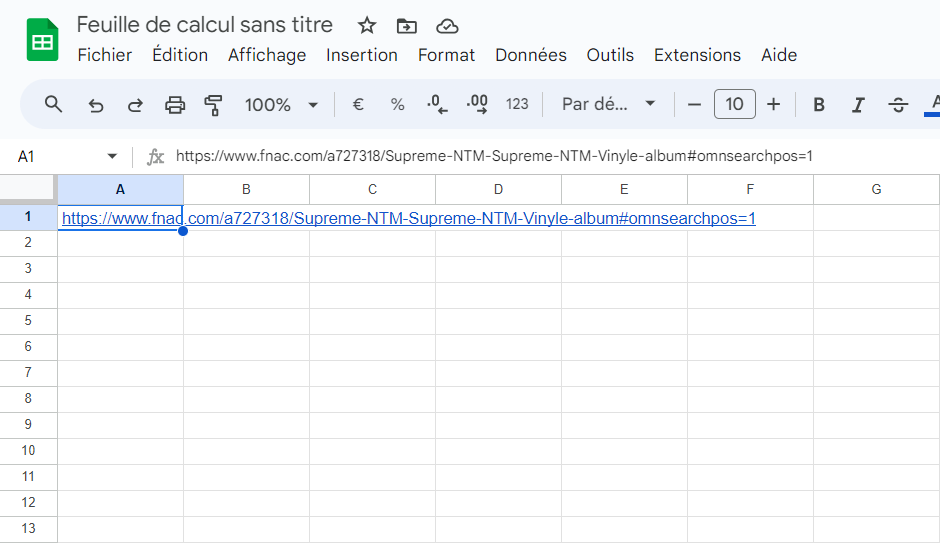 Feuille de calcul sans titre
Fichier Édition Affichage Insertion Format Données Outils Extensions Aide
100% € % .0 .00 123 Par dé... 10 B I S A
A1 fx https://www.fnac.com/a727318/Supreme-NTM-Supreme-NTM-Vinyle-album#omnsearchpos=1
A B C D E F G
1 https://www.fnac.com/a727318/Supreme-NTM-Supreme-NTM-Vinyle-album#omnsearchpos=1
2
3
4
5
6
7
8
9
10
11
12
13